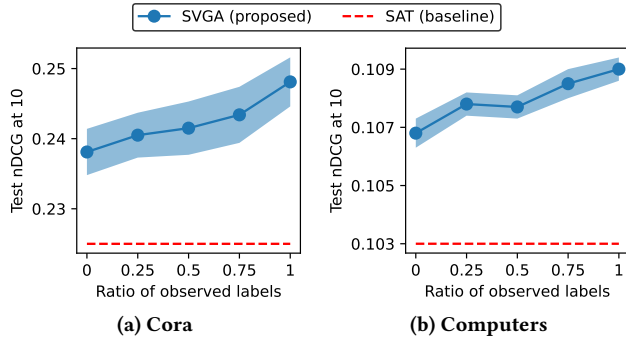 SVGA (proposed) SAT (baseline)
Test nDCG at 10
0.25
0.24
0.23
0 0.25 0.5 0.75 1
Ratio of observed labels
(a) Cora
Test nDCG at 10
0.109
0.107
0.105
0.103
0 0.25 0.5 0.75 1
Ratio of observed labels
(b) Computers